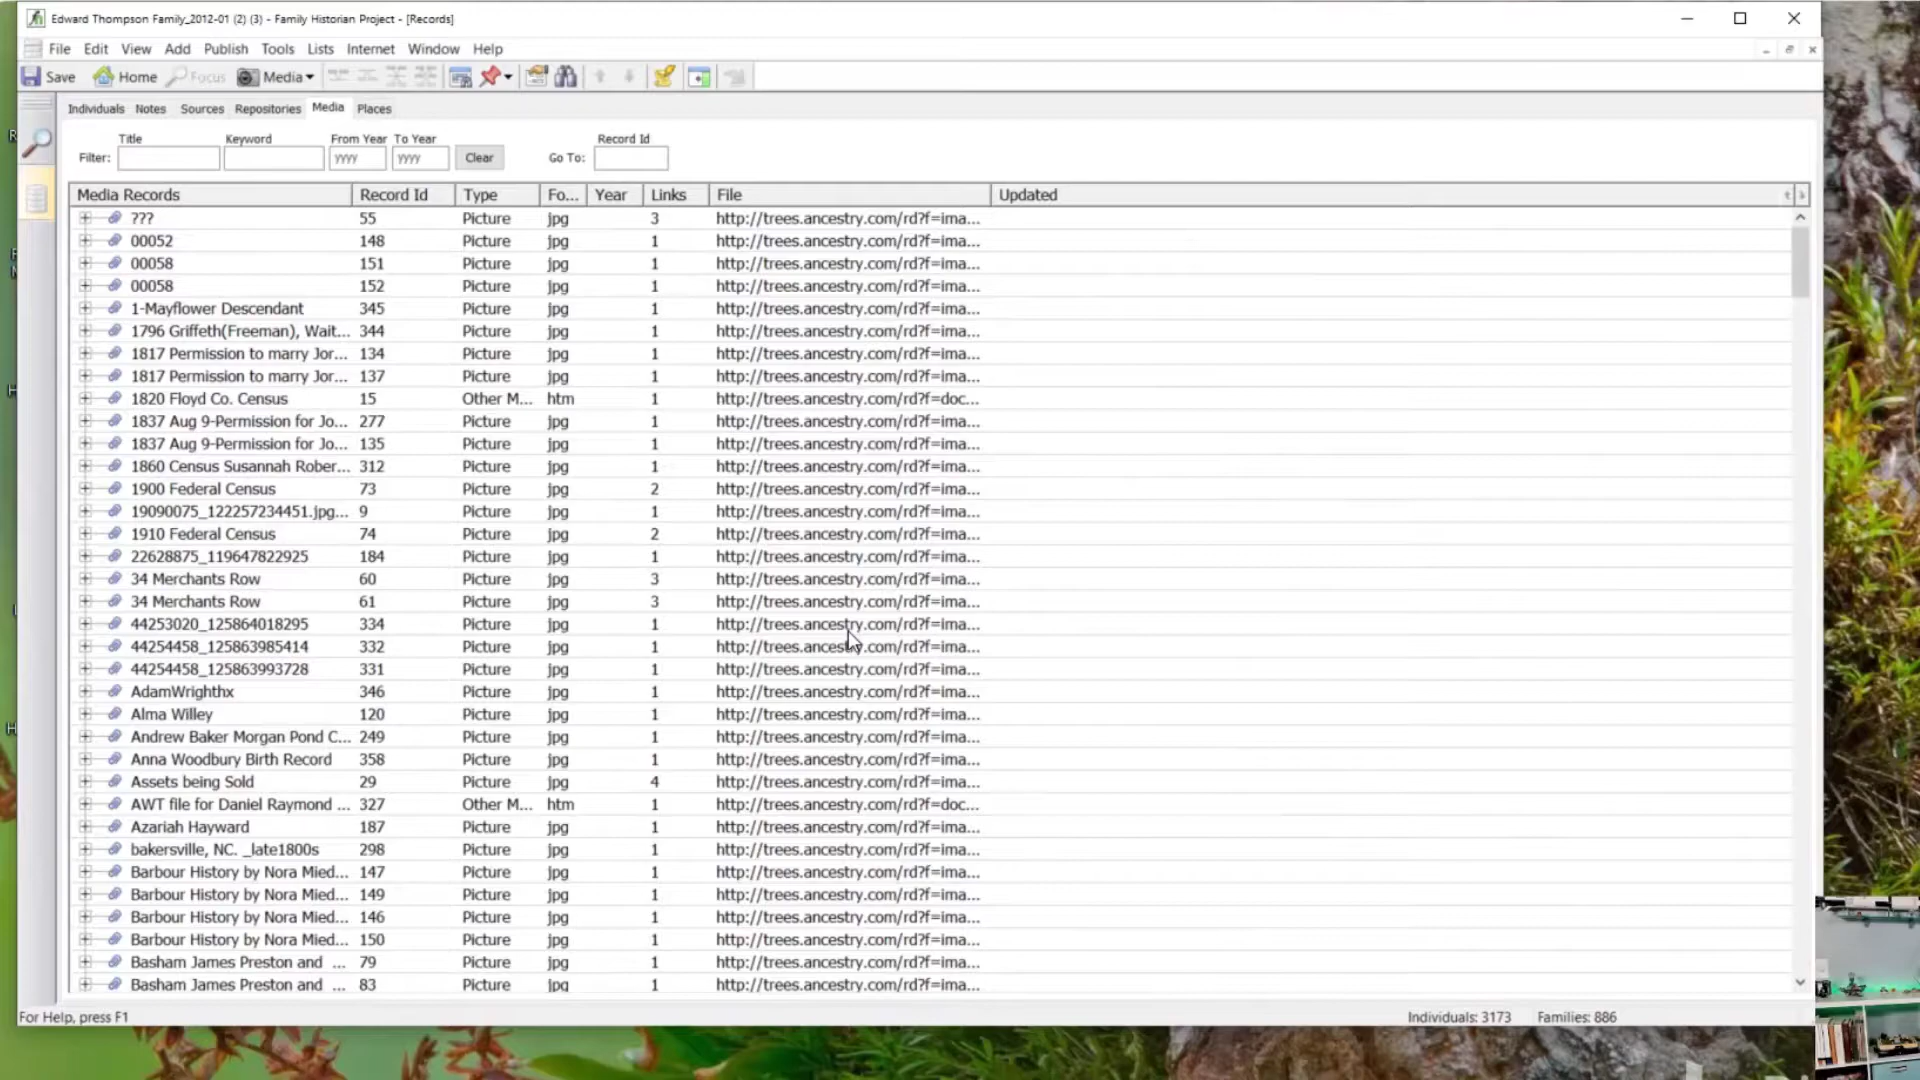 Edward Thompson Family_2012-01 (2) (3) - Family Historian Project - [Records]
File Edit View Add Publish Tools Lists Internet Window Help
Save Home Focus Media
Individuals Notes Sources Repositories Media Places
Title Keyword From Year To Year Record Id
Filter: yyyy yyyy Clear Go To:
Media Records Record Id Type Fo... Year Links File Updated
??? 55 Picture jpg 3 http://trees.ancestry.com/rd?f=ima...
00052 148 Picture jpg 1 http://trees.ancestry.com/rd?f=ima...
00058 151 Picture jpg 1 http://trees.ancestry.com/rd?f=ima...
00058 152 Picture jpg 1 http://trees.ancestry.com/rd?f=ima...
1-Mayflower Descendant 345 Picture jpg 1 http://trees.ancestry.com/rd?f=ima...
1796 Griffeth(Freeman), Wait... 344 Picture jpg 1 http://trees.ancestry.com/rd?f=ima...
1817 Permission to marry Jor... 134 Picture jpg 1 http://trees.ancestry.com/rd?f=ima...
1817 Permission to marry Jor... 137 Picture jpg 1 http://trees.ancestry.com/rd?f=ima...
1820 Floyd Co. Census 15 Other M... htm 1 http://trees.ancestry.com/rd?f=doc...
1837 Aug 9-Permission for Jo... 277 Picture jpg 1 http://trees.ancestry.com/rd?f=ima...
1837 Aug 9-Permission for Jo... 135 Picture jpg 1 http://trees.ancestry.com/rd?f=ima...
1860 Census Susannah Rober... 312 Picture jpg 1 http://trees.ancestry.com/rd?f=ima...
1900 Federal Census 73 Picture jpg 2 http://trees.ancestry.com/rd?f=ima...
19090075_122257234451.jpg... 9 Picture jpg 1 http://trees.ancestry.com/rd?f=ima...
1910 Federal Census 74 Picture jpg 2 http://trees.ancestry.com/rd?f=ima...
22628875_119647822925 184 Picture jpg 1 http://trees.ancestry.com/rd?f=ima...
34 Merchants Row 60 Picture jpg 3 http://trees.ancestry.com/rd?f=ima...
34 Merchants Row 61 Picture jpg 3 http://trees.ancestry.com/rd?f=ima...
44253020_125864018295 334 Picture jpg 1 http://trees.ancestry.com/rd?f=ima...
44254458_125863985414 332 Picture jpg 1 http://trees.ancestry.com/rd?f=ima...
44254458_125863993728 331 Picture jpg 1 http://trees.ancestry.com/rd?f=ima...
AdamWrighthx 346 Picture jpg 1 http://trees.ancestry.com/rd?f=ima...
Alma Willey 120 Picture jpg 1 http://trees.ancestry.com/rd?f=ima...
Andrew Baker Morgan Pond C... 249 Picture jpg 1 http://trees.ancestry.com/rd?f=ima...
Anna Woodbury Birth Record 358 Picture jpg 1 http://trees.ancestry.com/rd?f=ima...
Assets being Sold 29 Picture jpg 4 http://trees.ancestry.com/rd?f=ima...
AWT file for Daniel Raymond ... 327 Other M... htm 1 http://trees.ancestry.com/rd?f=doc...
Azariah Hayward 187 Picture jpg 1 http://trees.ancestry.com/rd?f=ima...
bakersville, NC. _late1800s 298 Picture jpg 1 http://trees.ancestry.com/rd?f=ima...
Barbour History by Nora Mied... 147 Picture jpg 1 http://trees.ancestry.com/rd?f=ima...
Barbour History by Nora Mied... 149 Picture jpg 1 http://trees.ancestry.com/rd?f=ima...
Barbour History by Nora Mied... 146 Picture jpg 1 http://trees.ancestry.com/rd?f=ima...
Barbour History by Nora Mied... 150 Picture jpg 1 http://trees.ancestry.com/rd?f=ima...
Basham James Preston and ... 79 Picture jpg 1 http://trees.ancestry.com/rd?f=ima...
Basham James Preston and ... 83 Picture jpg 1 http://trees.ancestry.com/rd?f=ima...
For Help, press F1 Individuals: 3173 Families: 886